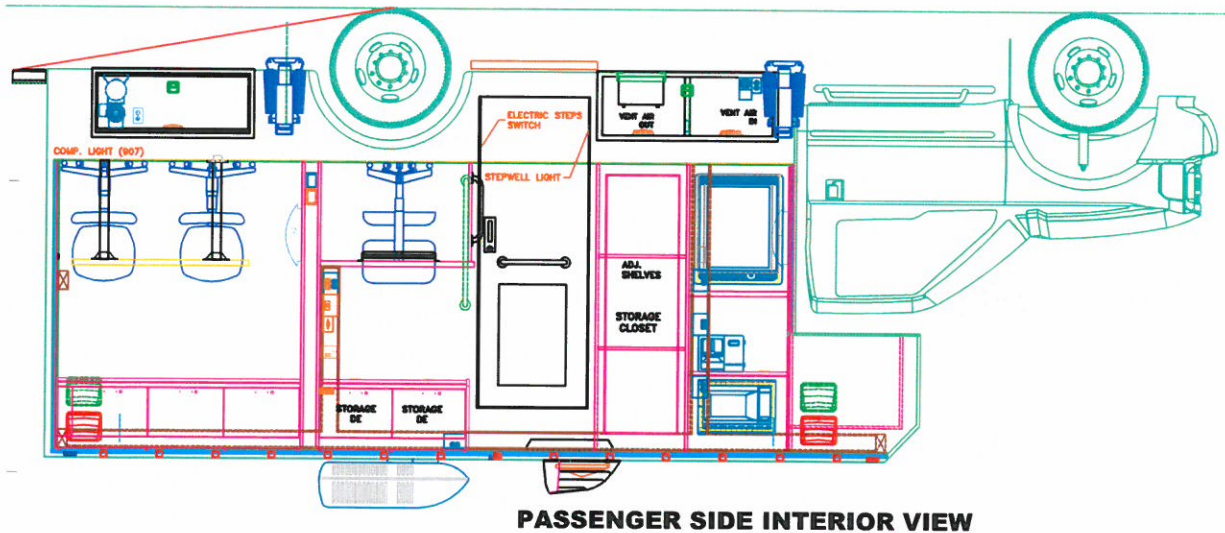 ELECTRIC STEPS
SWITCH
VENT AIR
OUT
VENT AIR
IN
COMP. LIGHT (907)
STEPWELL LIGHT
ADJ.
SHELVES
STORAGE
CLOSET
STORAGE
DE
STORAGE
DE
PASSENGER SIDE INTERIOR VIEW